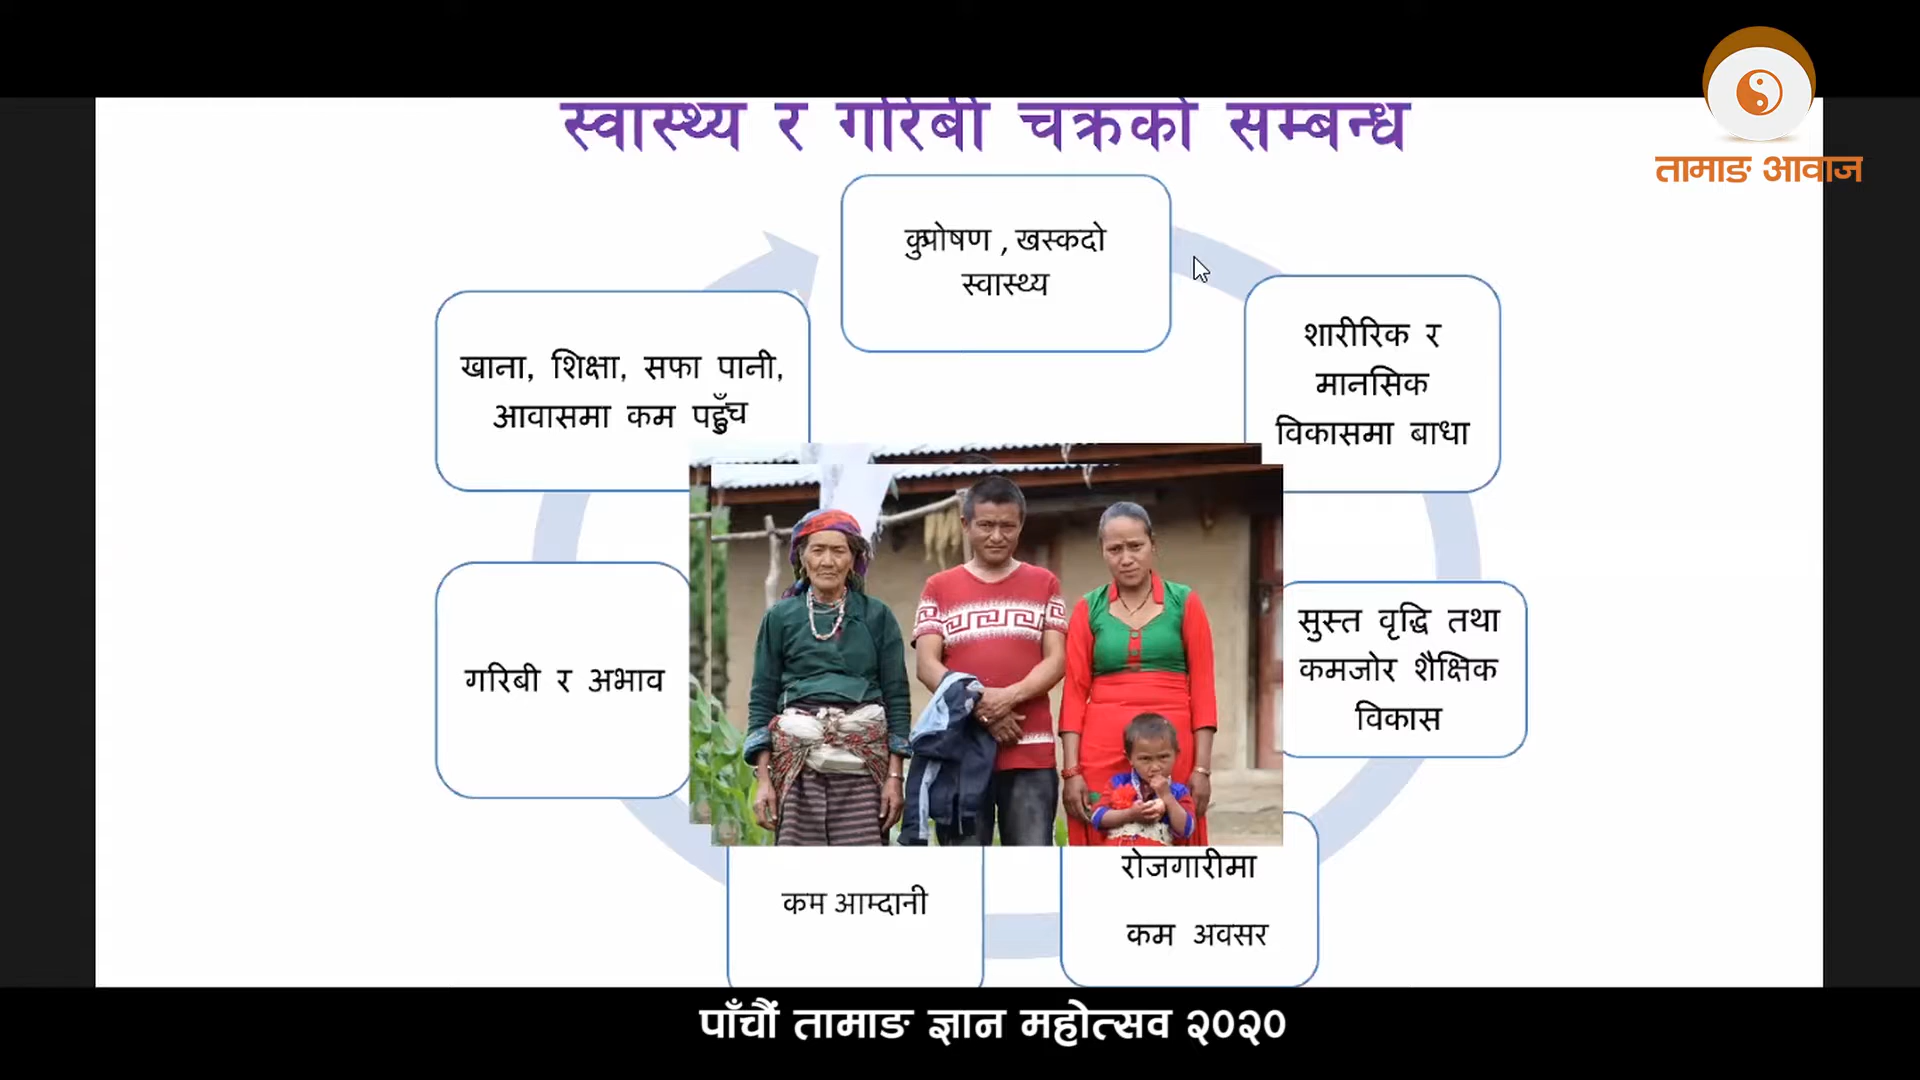 स्वास्थ्य र गरिबी चक्रको सम्बन्ध
तामाङ आवाज
कुपोषण , खस्कदो
स्वास्थ्य
शारीरिक र
मानसिक
विकासमा बाधा
सुस्त वृद्धि तथा
कमजोर शैक्षिक
विकास
रोजगारीमा
कम अवसर
कम आम्दानी
गरिबी र अभाव
खाना, शिक्षा, सफा पानी,
आवासमा कम पहुँच
पाँचौं तामाङ ज्ञान महोत्सव २०२०